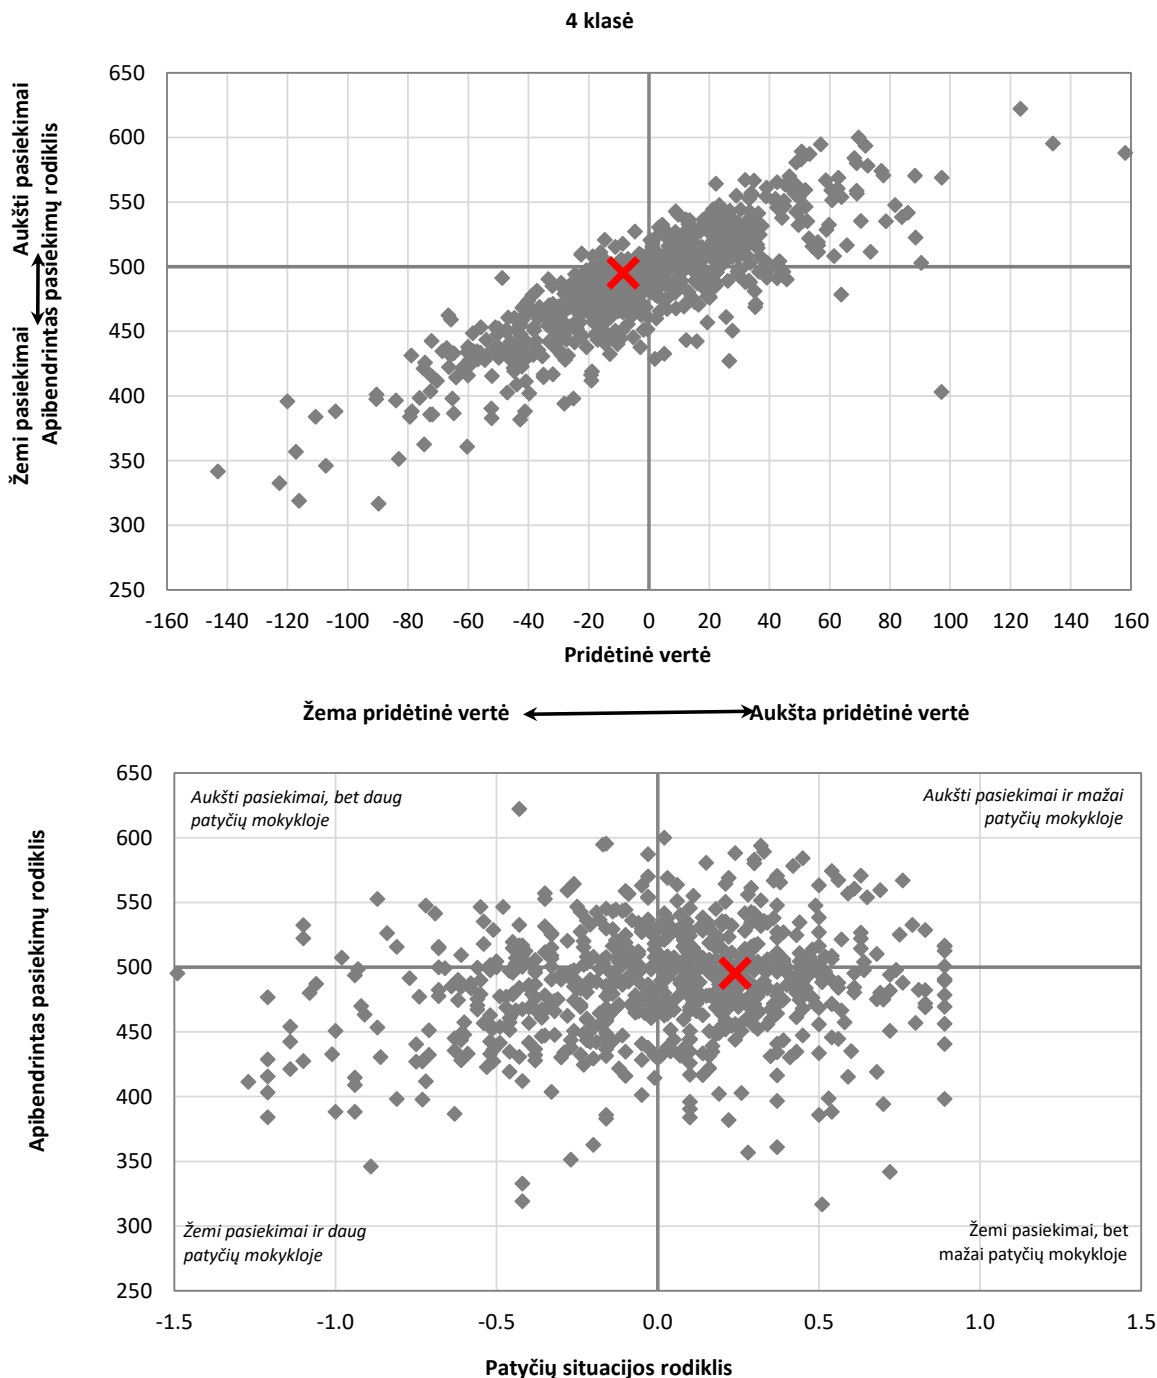 4 klasė
Aukšti pasiekimai
Žemi pasiekimai
Apibendrintas pasiekimų rodiklis
650
600
550
500
450
400
350
300
250
-160 -140 -120 -100 -80 -60 -40 -20 0 20 40 60 80 100 120 140 160
Pridėtinė vertė
Žema pridėtinė vertė Aukšta pridėtinė vertė
Apibendrintas pasiekimų rodiklis
650
600
550
500
450
400
350
300
250
Aukšti pasiekimai, bet daug
patyčių mokykloje
Aukšti pasiekimai ir mažai
patyčių mokykloje
Žemi pasiekimai ir daug
patyčių mokykloje
Žemi pasiekimai, bet
mažai patyčių mokykloje
-1.5 -1.0 -0.5 0.0 0.5 1.0 1.5
Patyčių situacijos rodiklis